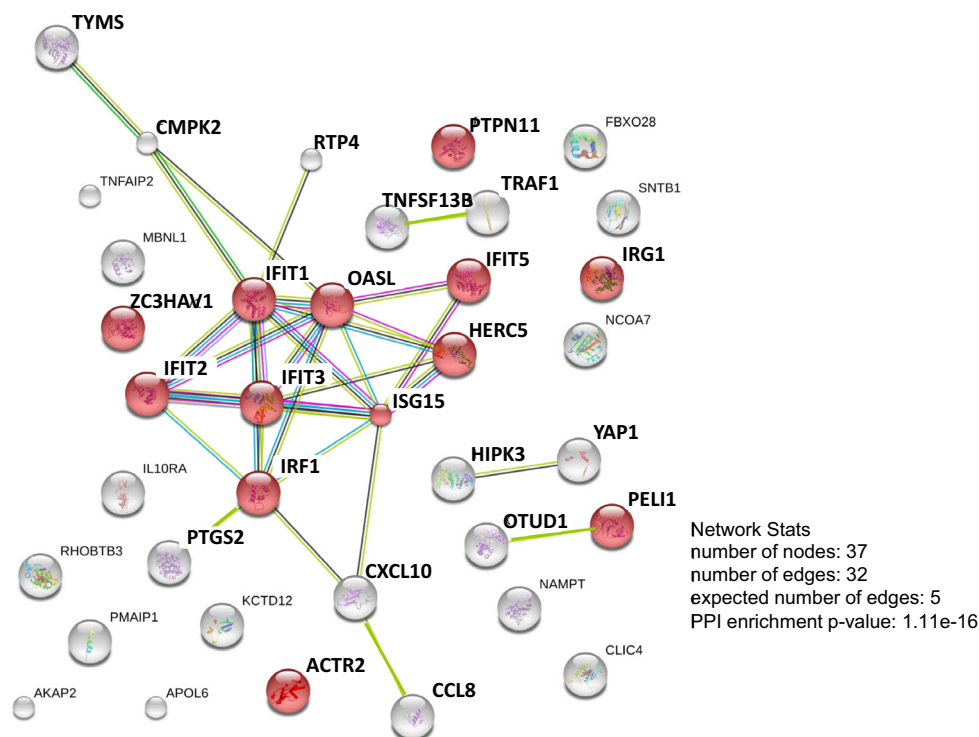 TYMS
CMPK2
RTP4
PTPN11
FBXO28
TNFAIP2
TNFSF13B
TRAF1
SNTB1
MBNL1
IFIT1
OASL
IFIT5
IRG1
ZC3HAV1
HERC5
NCOA7
IFIT2
IFIT3
ISG15
IL10RA
IRF1
HIPK3
YAP1
PTGS2
OTUD1
PELI1
RHOBTB3
CXCL10
NAMPT
PMAIP1
KCTD12
CLIC4
AKAP2
APOL6
ACTR2
CCL8
Network Stats
number of nodes: 37
number of edges: 32
expected number of edges: 5
PPI enrichment p-value: 1.11e-16